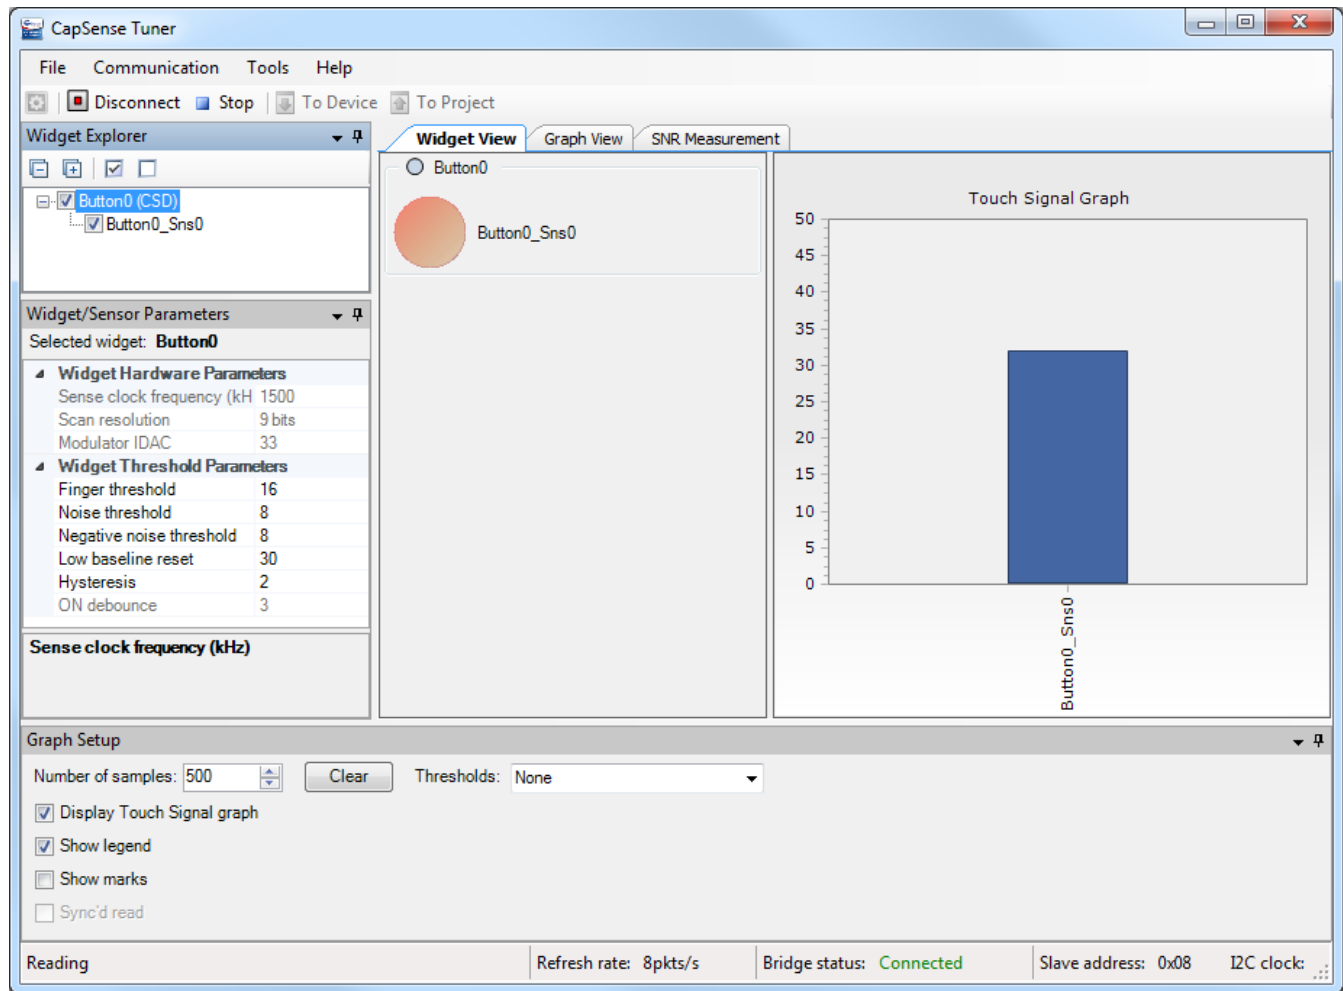 CapSense Tuner
File Communication Tools Help
Disconnect Stop To Device To Project
Widget Explorer
Button0 (CSD)
Button0_Sns0
Widget/Sensor Parameters
Selected widget: Button0
Widget Hardware Parameters
Sense clock frequency (kH 1500
Scan resolution 9 bits
Modulator IDAC 33
Widget Threshold Parameters
Finger threshold 16
Noise threshold 8
Negative noise threshold 8
Low baseline reset 30
Hysteresis 2
ON debounce 3
Sense clock frequency (kHz)
Widget View Graph View SNR Measurement
Button0
Button0_Sns0
Touch Signal Graph
50
45
40
35
30
25
20
15
10
5
0
Button0_Sns0
Graph Setup
Number of samples: 500 Clear Thresholds: None
Display Touch Signal graph
Show legend
Show marks
Sync'd read
Reading Refresh rate: 8pkts/s Bridge status: Connected Slave address: 0x08 I2C clock: